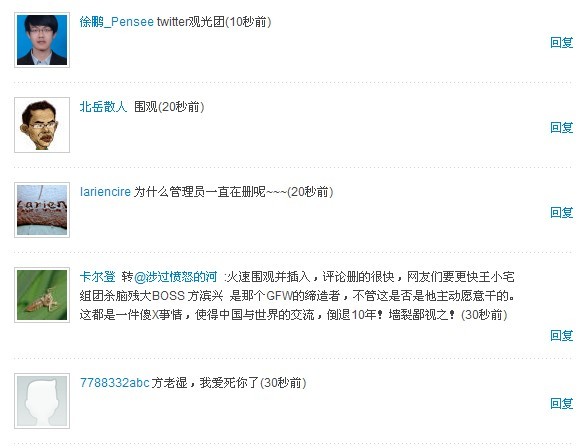 徐鹏_Pensee twitter观光团(10秒前)
回复
北岳散人 围观(20秒前)
回复
Larien
lariencire 为什么管理员一直在删呢~~~(20秒前)
回复
卡尔登 转@涉过愤怒的河 :火速围观并插入，评论删的很快，网友们要更快王小宅
组团杀脑残大BOSS 方滨兴 是那个GFW的缔造者，不管这是否是他主动愿意干的。
这都是一件傻X事情，使得中国与世界的交流，倒退10年！墙裂鄙视之！(30秒前)
回复
7788332abc 方老湿，我爱死你了(30秒前)
回复